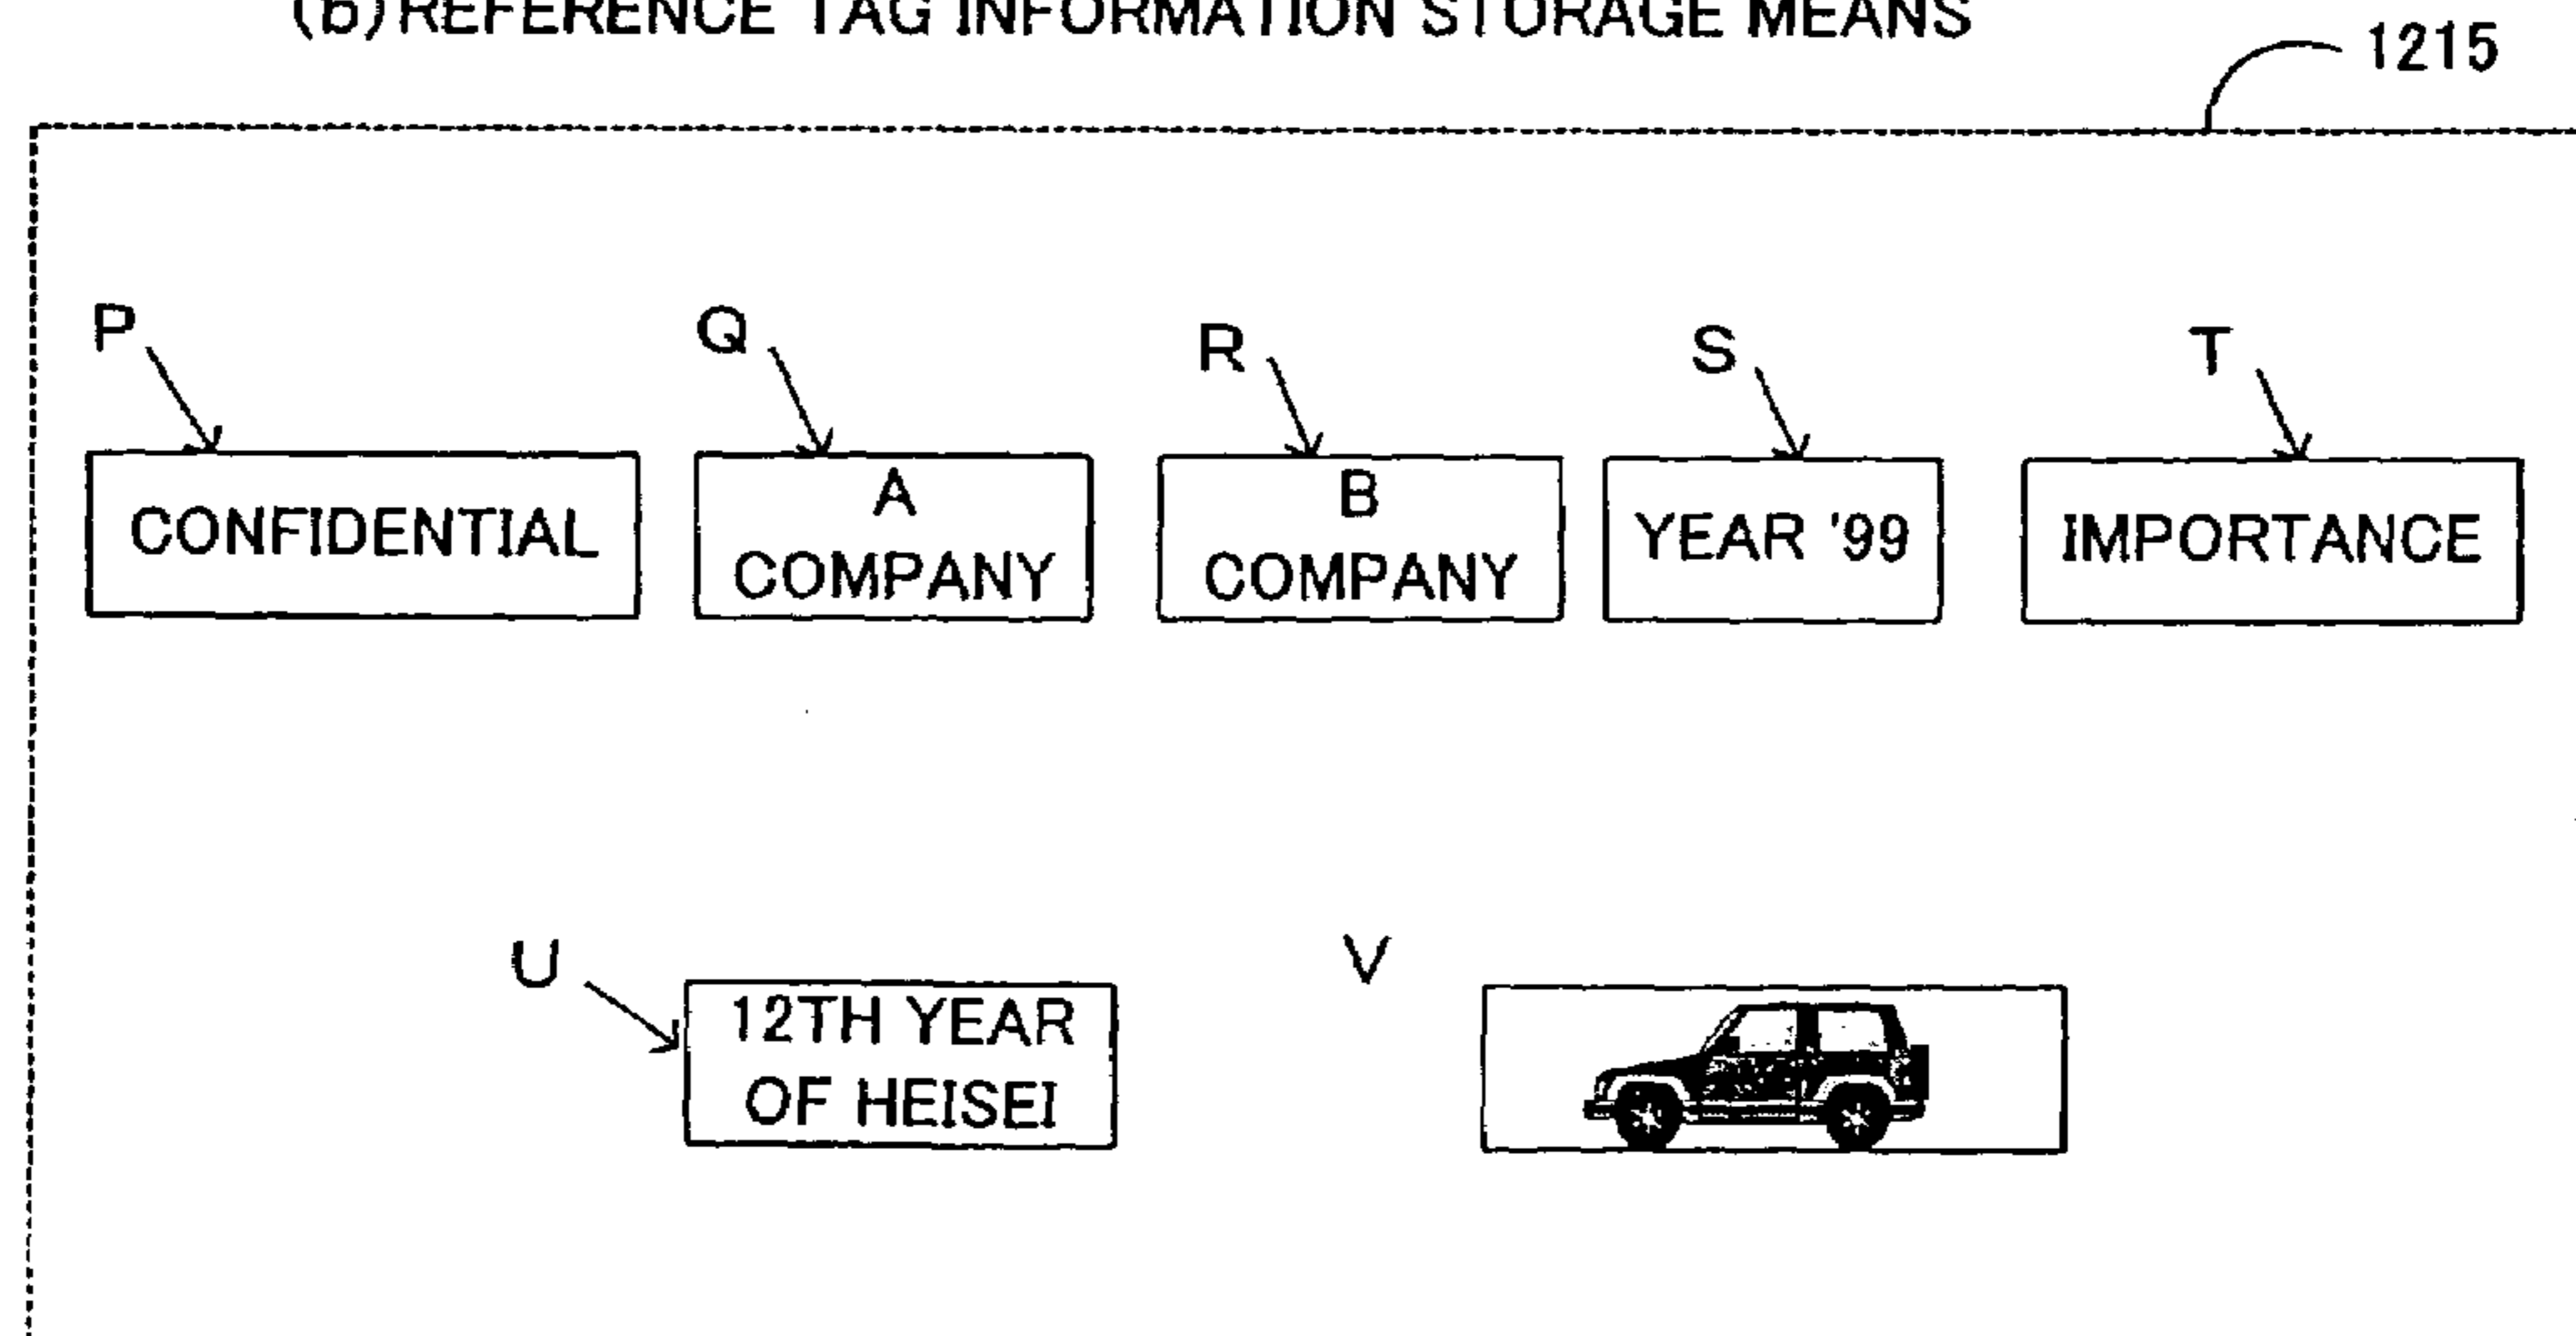 (b)REFERENCE TAG INFORMATION STORAGE MEANS
1215
P
Q
R
S
T
CONFIDENTIAL
A
COMPANY
B
COMPANY
YEAR '99
IMPORTANCE
U
V
12TH YEAR
OF HEISEI